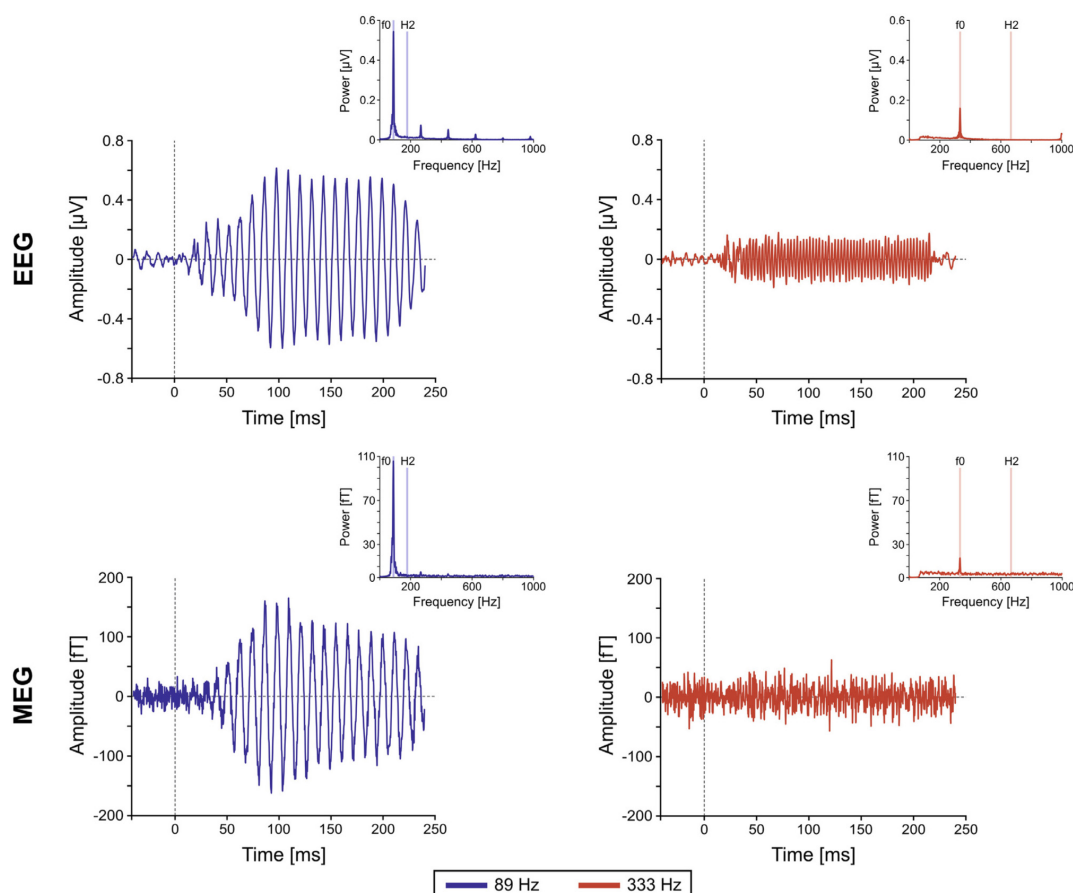 f0 H2
Power [µV]
0.6
0.4
0.2
0
200 600 1000
Frequency [Hz]
f0 H2
Power [µV]
0.6
0.4
0.2
0
200 600 1000
Frequency [Hz]
EEG
Amplitude [µV]
0.8
0.4
0
-0.4
-0.8
0 50 100 150 200 250
Time [ms]
Amplitude [µV]
0.8
0.4
0
-0.4
-0.8
0 50 100 150 200 250
Time [ms]
f0 H2
Power [fT]
110
70
30
0
200 600 1000
Frequency [Hz]
f0 H2
Power [fT]
110
70
30
0
200 600 1000
Frequency [Hz]
MEG
Amplitude [fT]
200
100
0
-100
-200
0 50 100 150 200 250
Time [ms]
Amplitude [fT]
200
100
0
-100
-200
0 50 100 150 200 250
Time [ms]
89 Hz 333 Hz